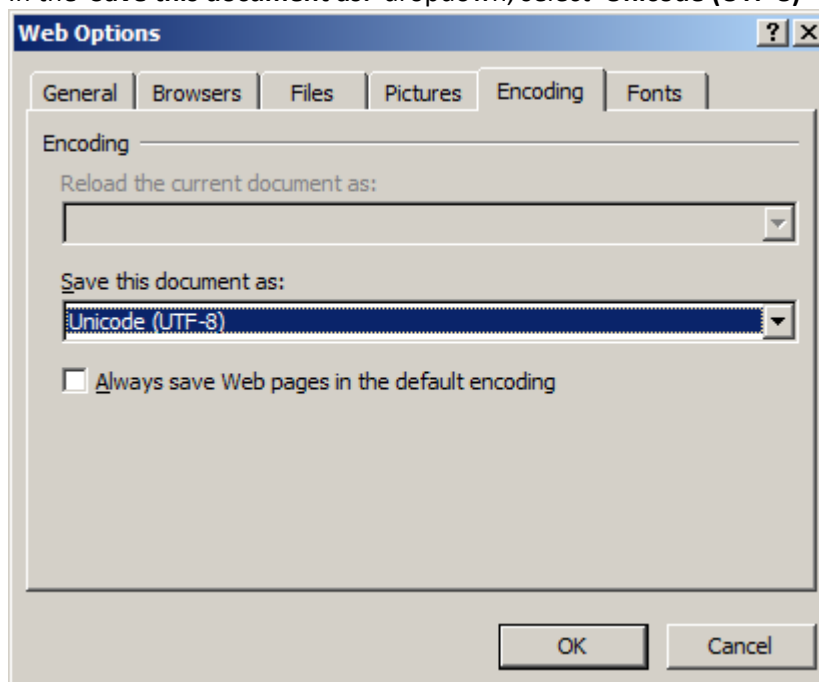 in the 'Save this document as:' dropdown, select 'Unicode (UTF-8)'
Web Options
General Browsers Files Pictures Encoding Fonts
Encoding
Reload the current document as:
Save this document as:
Unicode (UTF-8)
Always save Web pages in the default encoding
OK Cancel